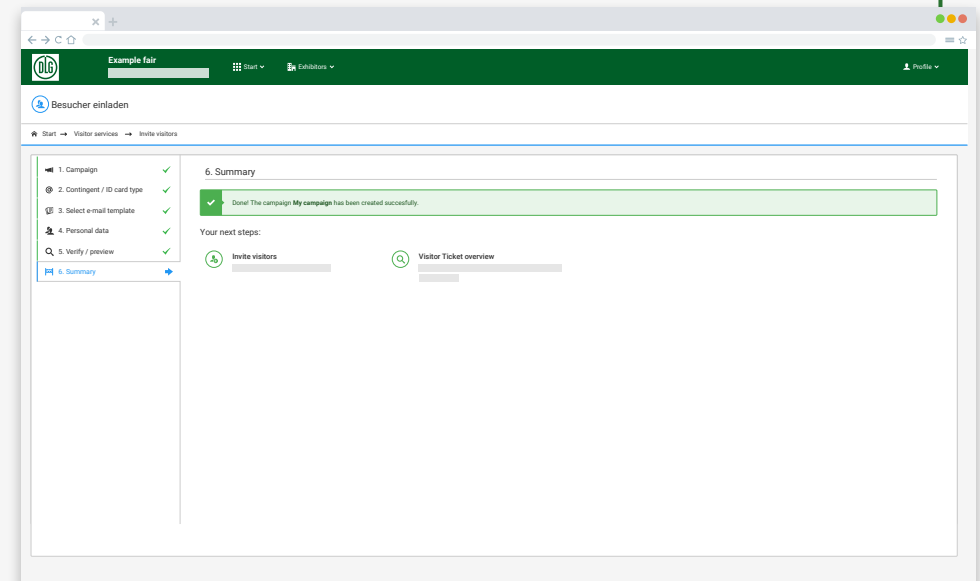 DLG
Example fair
Start
Exhibitors
Profile
Besucher einladen
Start → Visitor services → Invite visitors
1. Campaign
2. Contingent / ID card type
3. Select e-mail template
4. Personal data
5. Verify / preview
6. Summary
6. Summary
Done! The campaign My campaign has been created succesfully.
Your next steps:
Invite visitors
Visitor Ticket overview